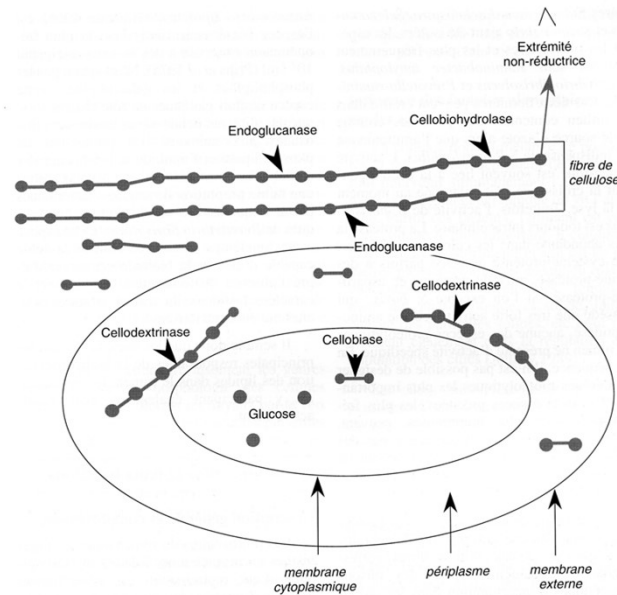 Extrémité
non-réductrice
Cellobiohydrolase
Endoglucanase
fibre de
cellulose
Endoglucanase
Cellodextrinase
Cellodextrinase
Cellobiase
Glucose
membrane
cytoplasmique
périplasme
membrane
externe